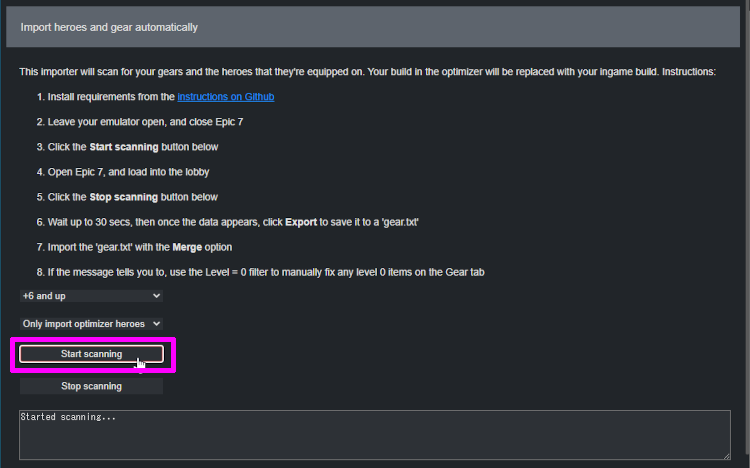 Import heroes and gear automatically
This importer will scan for your gears and the heroes that they're equipped on. Your build in the optimizer will be replaced with your ingame build. Instructions:
1. Install requirements from the instructions on Github
2. Leave your emulator open, and close Epic 7
3. Click the Start scanning button below
4. Open Epic 7, and load into the lobby
5. Click the Stop scanning button below
6. Wait up to 30 secs, then once the data appears, click Export to save it to a 'gear.txt'
7. Import the 'gear.txt' with the Merge option
8. If the message tells you to, use the Level = 0 filter to manually fix any level 0 items on the Gear tab
+6 and up
Only import optimizer heroes
Start scanning
Stop scanning
Started scanning...